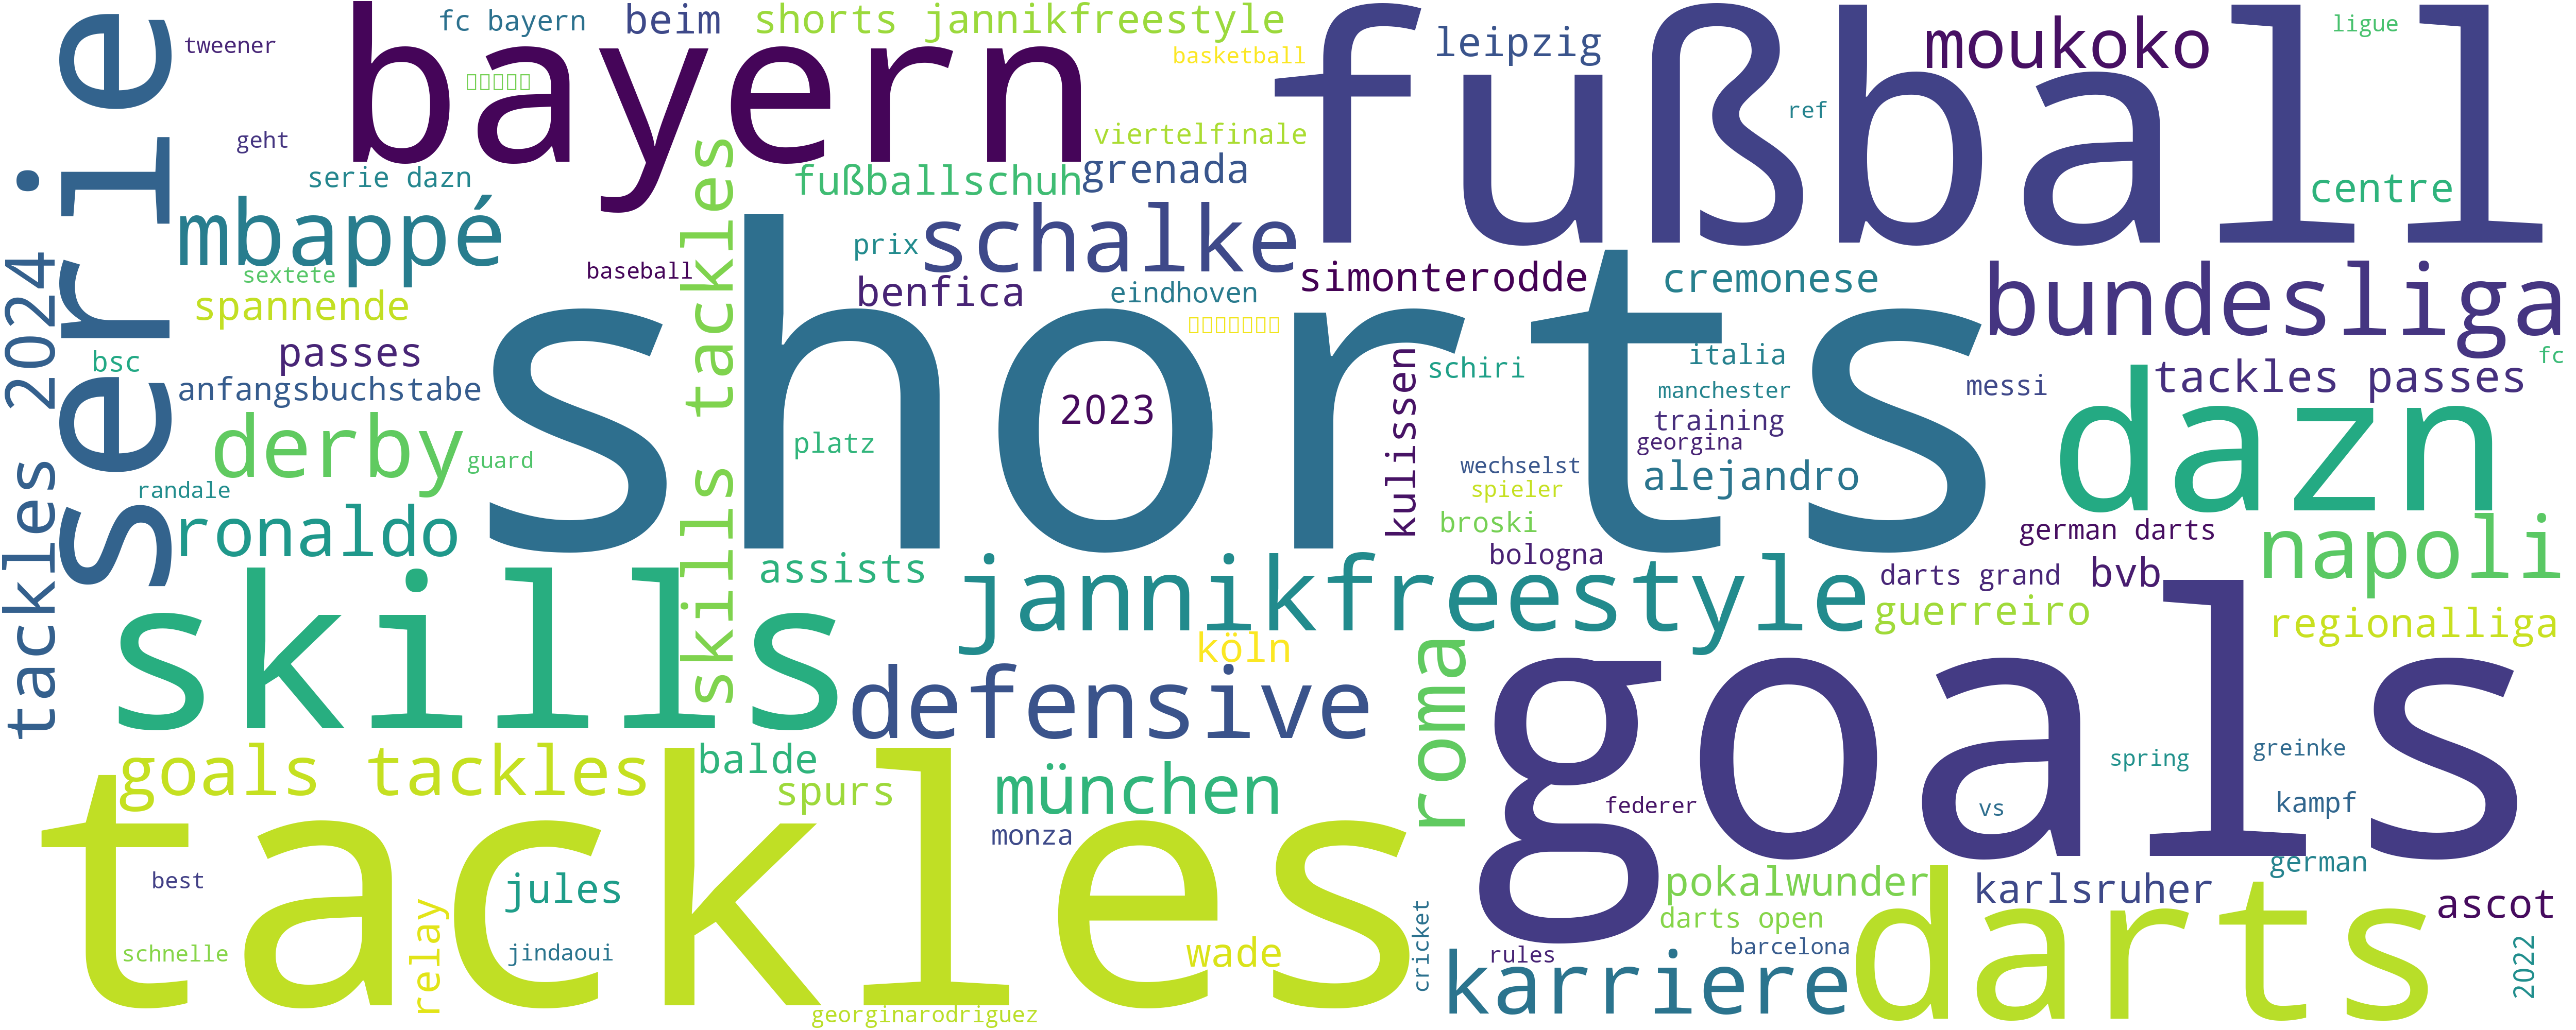 tweener
fc bayern
beim
shorts jannikfreestyle
basketball
leipzig
moukoko
ligue
bayern
fußball
serie
geht
viertelfinale
ref
serie dazn
fußballschuh
grenada
centre
mbappé
skills tackles
prix
schalke
sextete
baseball
benfica
eindhoven
simonterodde
cremonese
bundesliga
tackles 2024
spannende
shorts
bsc
passes
kulissen
schiri
italia
fc
anfangsbuchstabe
2023
manchester
messi
tackles passes
derby
platz
training
dazn
guard
georgina
randale
wechselst
spieler
alejandro
ronaldo
broski
german darts
napoli
assists
bologna
jannikfreestyle
darts grand
bvb
guerreiro
regionalliga
skills
köln
defensive
roma
goals
goals tackles
balde
münchen
spurs
spring
greinke
monza
federer
vs
kampf
tackles
best
jules
pokalwunder
karlsruher
german
ascot
relay
darts open
darts
schnelle
jindaoui
wade
cricket
rules
barcelona
karriere
2022
georginarodriguez